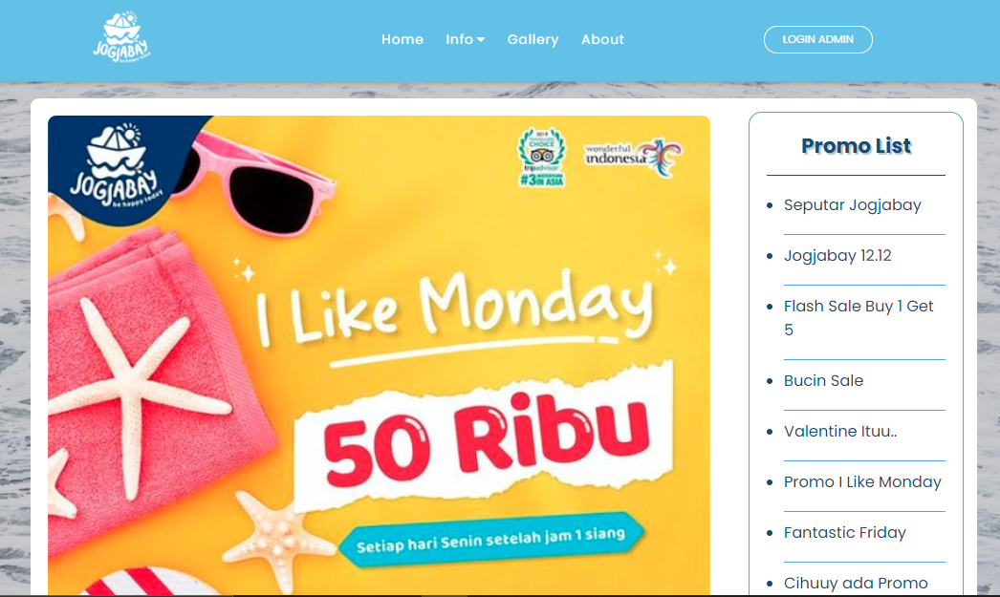 JOGJABAY
be happy today
Home
Info
Gallery
About
LOGIN ADMIN
JOGJABAY
be happy today
2019
TRAVELLERS'
CHOICE
tripadvisor
#3 WATERPARK
IN ASIA
wonderful
indonesia
I Like Monday
50 Ribu
Setiap hari Senin setelah jam 1 siang
Promo List
Seputar Jogjabay
Jogjabay 12.12
Flash Sale Buy 1 Get
5
Bucin Sale
Valentine Ituu..
Promo I Like Monday
Fantastic Friday
Cihuuy ada Promo